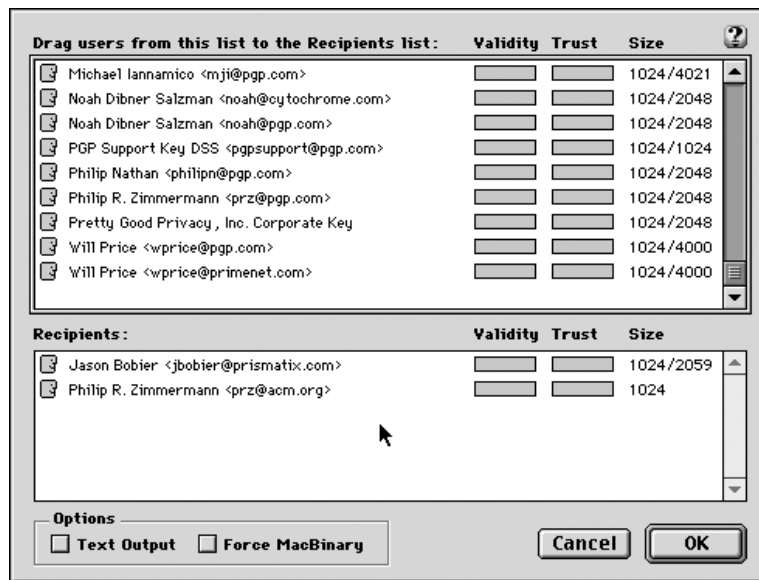 Drag users from this list to the Recipients list: Validity Trust Size ?
Michael Iannamico <mji@pgp.com> 1024/4021
Noah Dibner Salzman <noah@cytochrome.com> 1024/2048
Noah Dibner Salzman <noah@pgp.com> 1024/2048
PGP Support Key DSS <pgpsupport@pgp.com> 1024/1024
Philip Nathan <philipn@pgp.com> 1024/2048
Philip R. Zimmermann <prz@pgp.com> 1024/2048
Pretty Good Privacy, Inc. Corporate Key 1024/2048
Will Price <wprice@pgp.com> 1024/4000
Will Price <wprice@primenet.com> 1024/4000
Recipients: Validity Trust Size
Jason Bobier <jbobier@prismatix.com> 1024/2059
Philip R. Zimmermann <prz@acm.org> 1024
Options
Text Output Force MacBinary Cancel OK